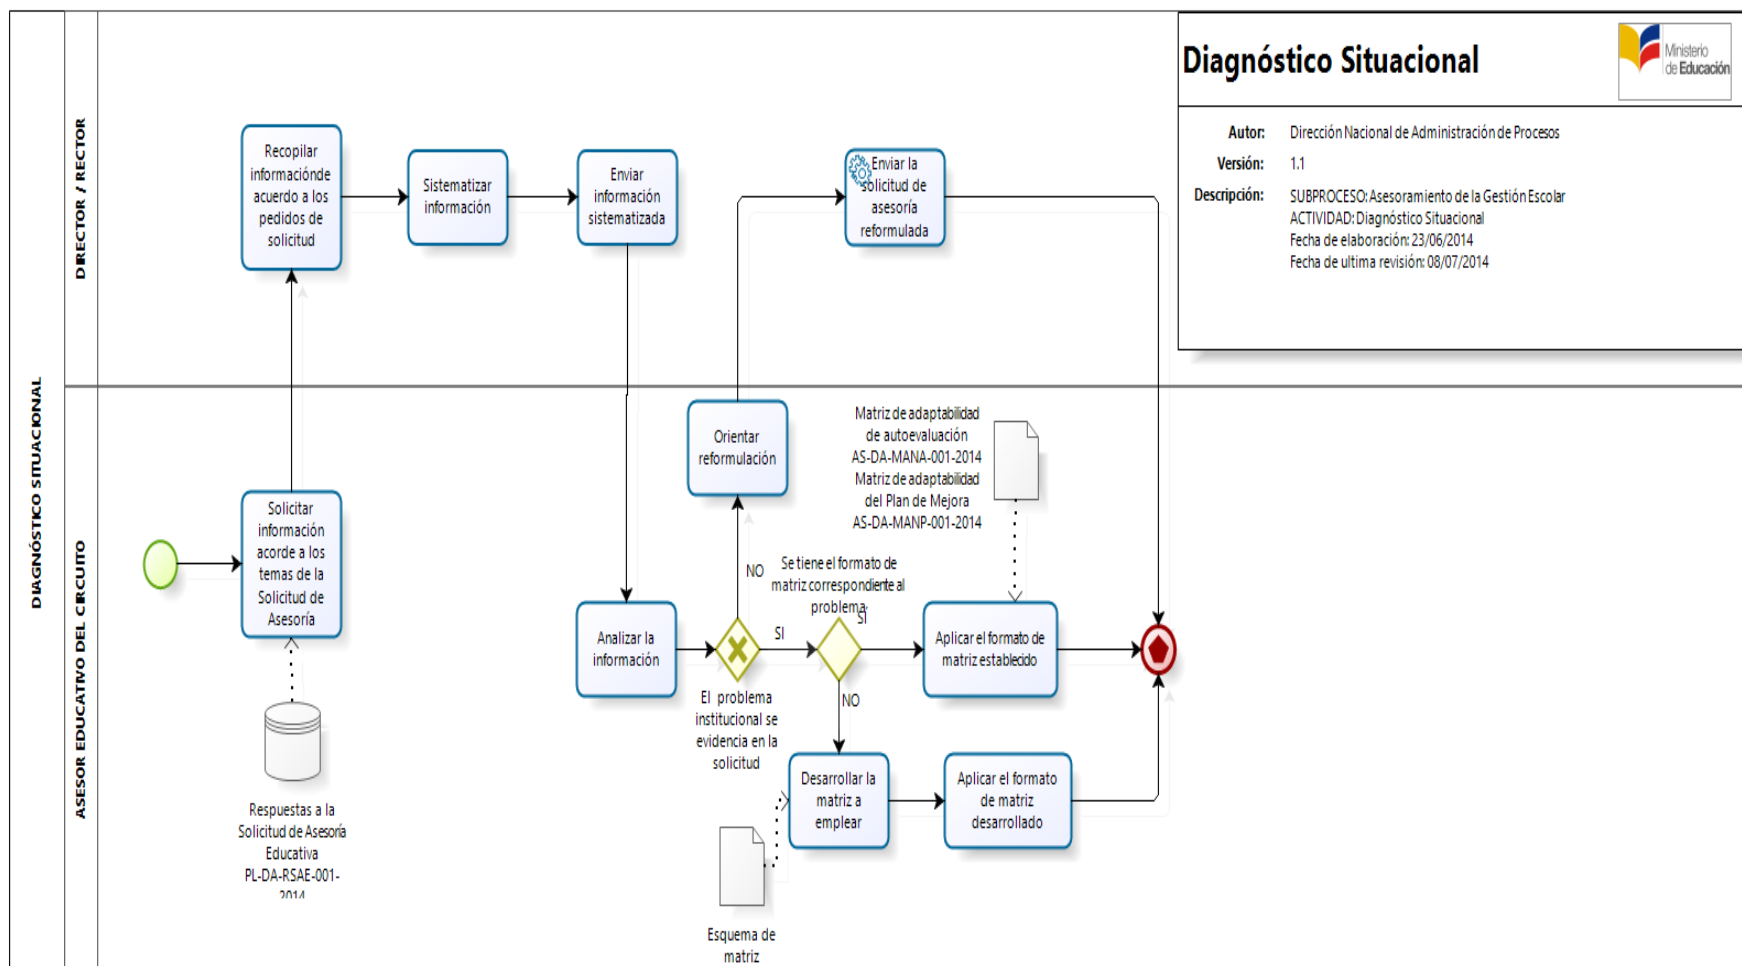 Diagnóstico Situacional
Ministerio
de Educación
Autor: Dirección Nacional de Administración de Procesos
Versión: 1.1
Descripción: SUBPROCESO: Asesoramiento de la Gestión Escolar
ACTIVIDAD: Diagnóstico Situacional
Fecha de elaboración: 23/06/2014
Fecha de ultima revisión: 08/07/2014
DIAGNÓSTICO SITUACIONAL
DIRECTOR / RECTOR
Recopilar
informaciónde
acuerdo a los
pedidos de
solicitud
Sistematizar
información
Enviar
información
sistematizada
Enviar la
solicitud de
asesoría
reformulada
ASESOR EDUCATIVO DEL CIRCUITO
Solicitar
información
acorde a los
temas de la
Solicitud de
Asesoría
Respuestas a la
Solicitud de Asesoría
Educativa
PL-DA-RSAE-001-
2014
Analizar la
información
Orientar
reformulación
NO
SI
El problema
institucional se
evidencia en la
solicitud
Se tiene el formato de
matriz correspondiente al
problema
SI
NO
Matriz de adaptabilidad
de autoevaluación
AS-DA-MANA-001-2014
Matriz de adaptabilidad
del Plan de Mejora
AS-DA-MANP-001-2014
Aplicar el formato de
matriz establecido
Desarrollar la
matriz a
emplear
Aplicar el formato
de matriz
desarrollado
Esquema de
matriz